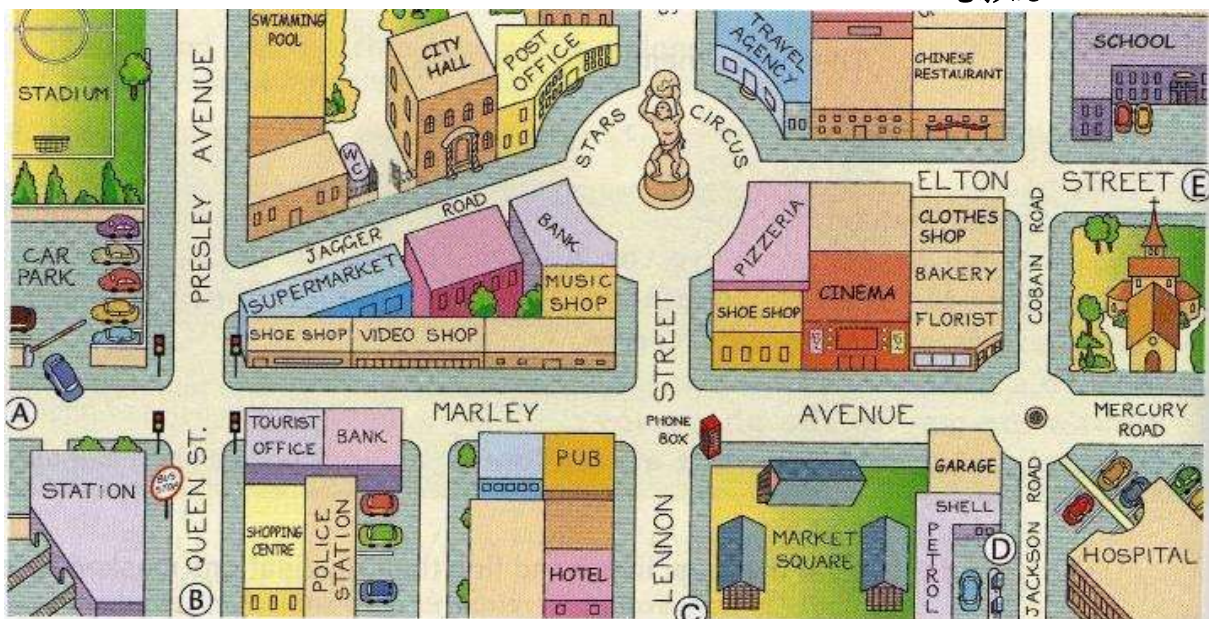 SWIMMING
POOL
CITY
HALL
POST
OFFICE
TRAVEL
AGENCY
CHINESE
RESTAURANT
SCHOOL
STADIUM
PRESLEY AVENUE
WC
STARS CIRCUS
ELTON STREET
E
JAGGER ROAD
BANK
CAR
PARK
SUPERMARKET
MUSIC
SHOP
PIZZERIA
CLOTHES
SHOP
BAKERY
COBAIN ROAD
SHOE SHOP
VIDEO SHOP
SHOE SHOP
CINEMA
FLORIST
A
MARLEY AVENUE
MERCURY
ROAD
LENNON STREET
PHONE
BOX
TOURIST
OFFICE
BANK
PUB
GARAGE
STATION
BUS
STOP
QUEEN ST.
SHOPPING
CENTRE
POLICE
STATION
HOTEL
MARKET
SQUARE
SHELL
PETROL
D
JACKSON ROAD
HOSPITAL
B
C